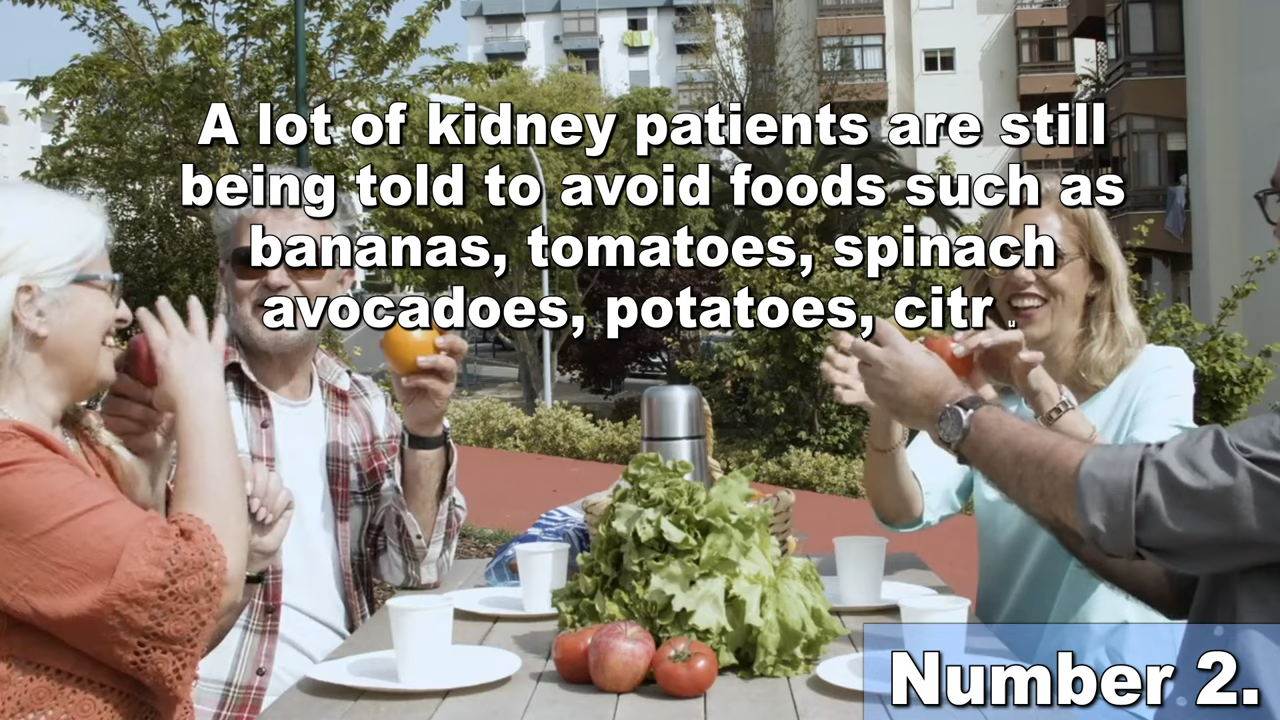 A lot of kidney patients are still
being told to avoid foods such as
bananas, tomatoes, spinach
avocadoes, potatoes, citr
Number 2.